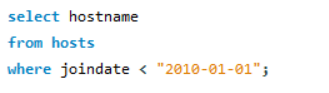 select hostname
from hosts
where joindate < "2010-01-01";